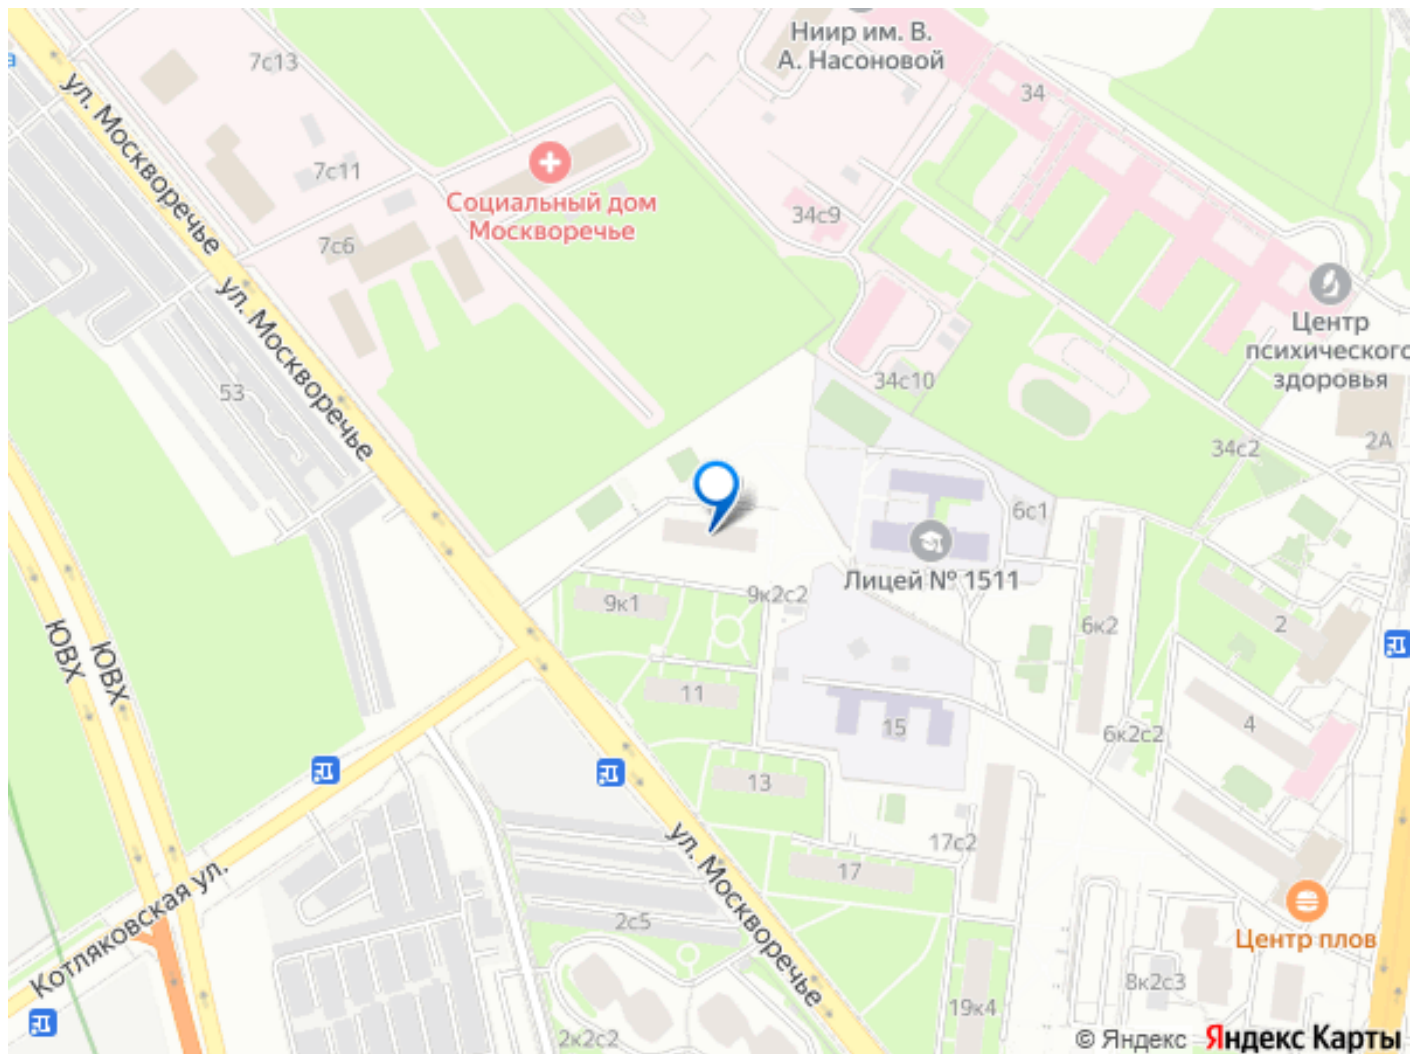 Ниир им. В.
А. Насоновой
7с13
34
ул. Москворечье
7с11
Социальный дом
Москворечье
34с9
7с6
ул. Москворечье
Центр
психического
здоровья
53
34с10
2А
34с2
6с1
Лицей № 1511
9к1
9к2с2
6к2
2
ЮВХ
ЮВХ
11
15
4
6к2с2
13
17с2
17
ул. Москворечье
2с5
Котляковская ул.
Центр плов
8к2с3
19к4
2к2с2
© Яндекс Яндекс Карты